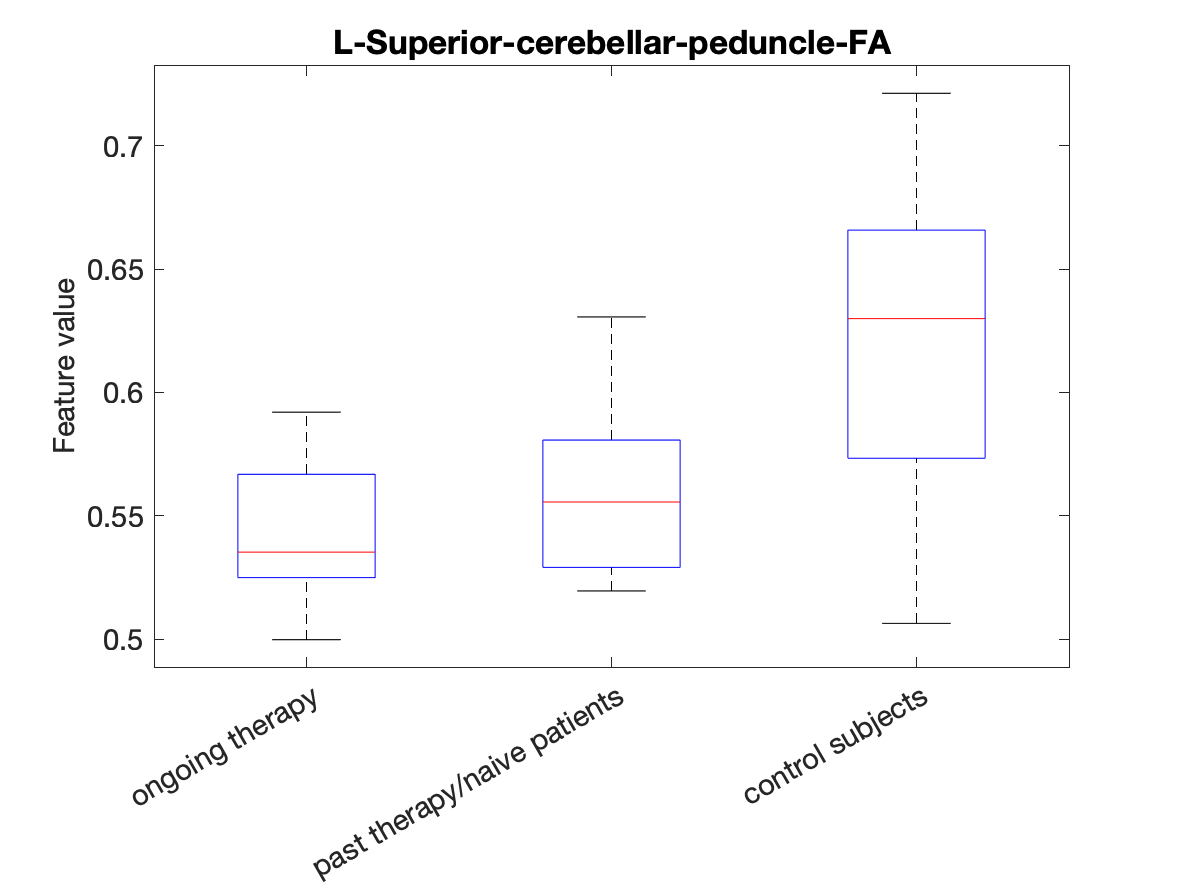 L-Superior-cerebellar-peduncle-FA
Feature value
0.7
0.65
0.6
0.55
0.5
ongoing therapy
past therapy/naive patients
control subjects